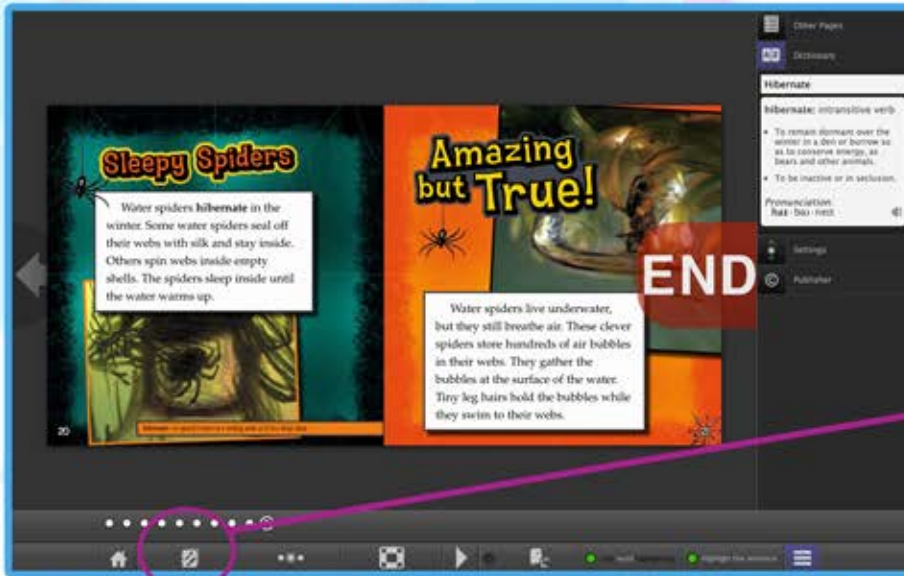 Sleepy Spiders
Water spiders hibernate in the
winter. Some water spiders seal off
their webs with silk and stay inside.
Others spin webs inside empty
shells. The spiders sleep inside until
the water warms up.
20
Amazing
but True!
Water spiders live underwater,
but they still breathe air. These clever
spiders store hundreds of air bubbles
in their webs. They gather the
bubbles at the surface of the water.
Tiny leg hairs hold the bubbles while
they swim to their webs.
END
Other Pages
Dictionary
Hibernate
hibernate: intransitive verb
• To remain dormant over the
winter in a den or burrow so
as to conserve energy, as
bears and other animals.
• To be inactive or in seclusion.
Pronunciation:
Settings
Publisher